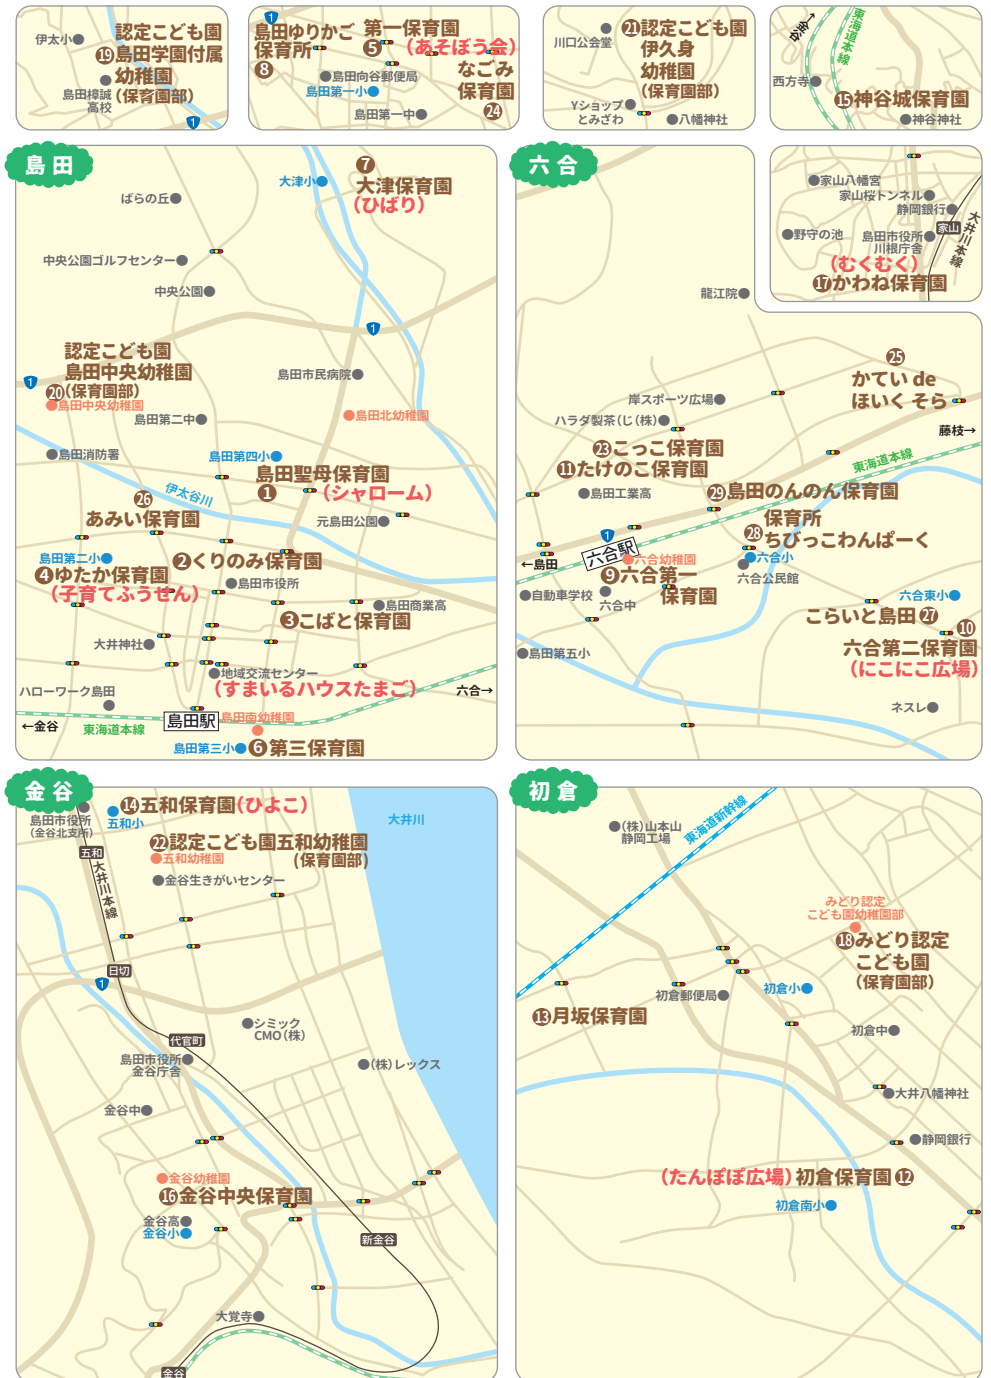 伊太小
認定こども園
⑲島田学園付属
幼稚園
(保育園部)
島田樟誠
高校
1
1
島田ゆりかご
保育所
⑧
第一保育園
⑤(あそぼう会)
島田向谷郵便局
島田第一小
島田第一中
なごみ
保育園
㉔
川口公会堂
㉑認定こども園
伊久身
幼稚園
(保育園部)
Yショップ
とみざわ
八幡神社
↑金谷
東海道本線
西方寺
⑮神谷城保育園
神谷神社
島田
⑦
大津保育園
(ひばり)
大津小
ばらの丘
中央公園ゴルフセンター
中央公園
1
1
認定こども園
島田中央幼稚園
⑳(保育園部)
島田中央幼稚園
島田市民病院
島田北幼稚園
島田第二中
島田消防署
島田第四小
島田聖母保育園
①(シャローム)
伊太谷川
㉖
あみい保育園
元島田公園
島田第二小
②くりのみ保育園
④ゆたか保育園
(子育てふうせん)
島田市役所
島田商業高
③こばと保育園
大井神社
地域交流センター
(すまいるハウスたまご)
ハローワーク島田
六合→
←金谷
東海道本線
島田駅
島田南幼稚園
島田第三小
⑥第三保育園
六合
家山八幡宮
家山桜トンネル
静岡銀行
野守の池
島田市役所
川根庁舎
家山
大井川本線
(むくむく)
⑰かわね保育園
龍江院
㉕
かてい de
ほいく そら
岸スポーツ広場
ハラダ製茶(じ(株)
藤枝→
㉓こっこ保育園
⑪たけのこ保育園
東海道本線
島田工業高
㉙島田のんのん保育園
1
保育所
㉘ちびっこわんぱーく
六合駅
六合幼稚園
六合小
←島田
⑨六合第一
保育園
六合公民館
自動車学校
六合中
六合東小
こらいと島田㉗
⑩
六合第二保育園
(にこにこ広場)
島田第五小
ネスレ
金谷
島田市役所
(金谷北支所)
五和小
⑭五和保育園(ひよこ)
大井川
㉒認定こども園五和幼稚園
(保育園部)
五和幼稚園
五和
大井川本線
金谷生きがいセンター
日切
1
シミック
CMO(株)
代官町
島田市役所
金谷庁舎
(株)レックス
金谷中
金谷幼稚園
⑯金谷中央保育園
金谷高
金谷小
新金谷
大覚寺
金谷
初倉
(株)山本山
静岡工場
東海道新幹線
みどり認定
こども園幼稚園部
⑱みどり認定
こども園
(保育園部)
初倉郵便局
初倉小
⑬月坂保育園
初倉中
大井八幡神社
静岡銀行
(たんぽぽ広場)初倉保育園⑫
初倉南小